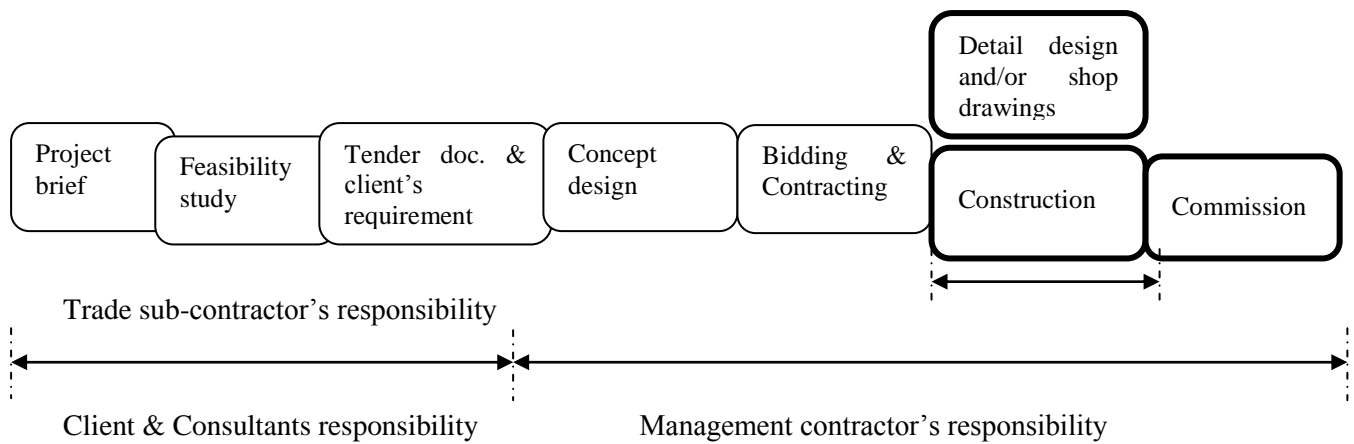 Project
brief
Feasibility
study
Tender doc. &
client's
requirement
Concept
design
Bidding &
Contracting
Detail design
and/or shop
drawings
Construction
Commission
Trade sub-contractor's responsibility
Client & Consultants responsibility
Management contractor's responsibility